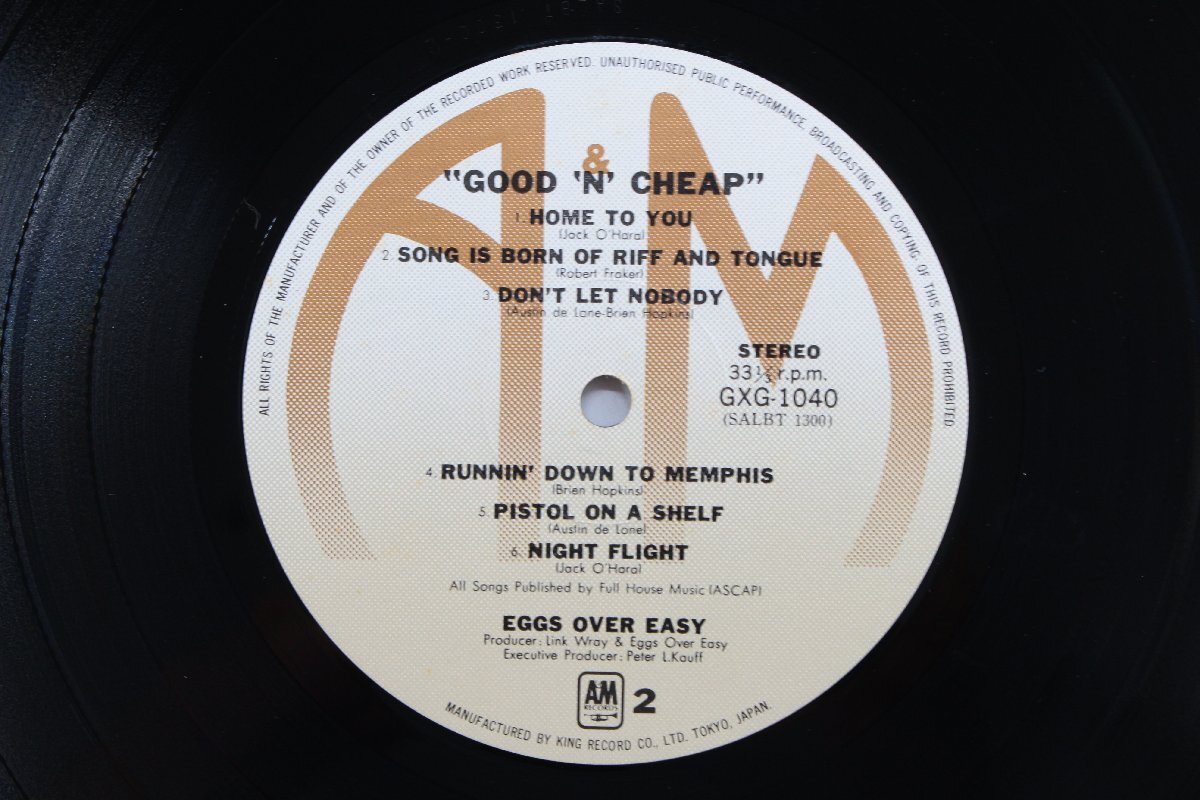 ALL RIGHTS OF THE MANUFACTURER AND OF THE OWNER OF THE RECORDED WORK RESERVED. UNAUTHORISED PUBLIC PERFORMANCE, BROADCASTING AND COPYING OF THIS RECORD PROHIBITED
A&M
"GOOD 'N' CHEAP"
1. HOME TO YOU
(Jack O'Hara)
2. SONG IS BORN OF RIFF AND TONGUE
(Robert Fraker)
3. DON'T LET NOBODY
(Austin de Lone-Brien Hopkins)
STEREO
33⅓ r.p.m.
GXG-1040
(SALBT 1300)
4. RUNNIN' DOWN TO MEMPHIS
(Brien Hopkins)
5. PISTOL ON A SHELF
(Austin de Lone)
6. NIGHT FLIGHT
(Jack O'Hara)
All Songs Published by Full House Music (ASCAP)
EGGS OVER EASY
Producer: Link Wray & Eggs Over Easy
Executive Producer: Peter L.Kauff
A&M RECORDS 2
MANUFACTURED BY KING RECORD CO., LTD. TOKYO, JAPAN.